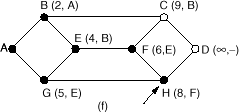 B (2, A)
C (9, B)
A
E (4, B)
F (6,E)
D (∞,–)
G (5, E)
H (8, F)
(f)